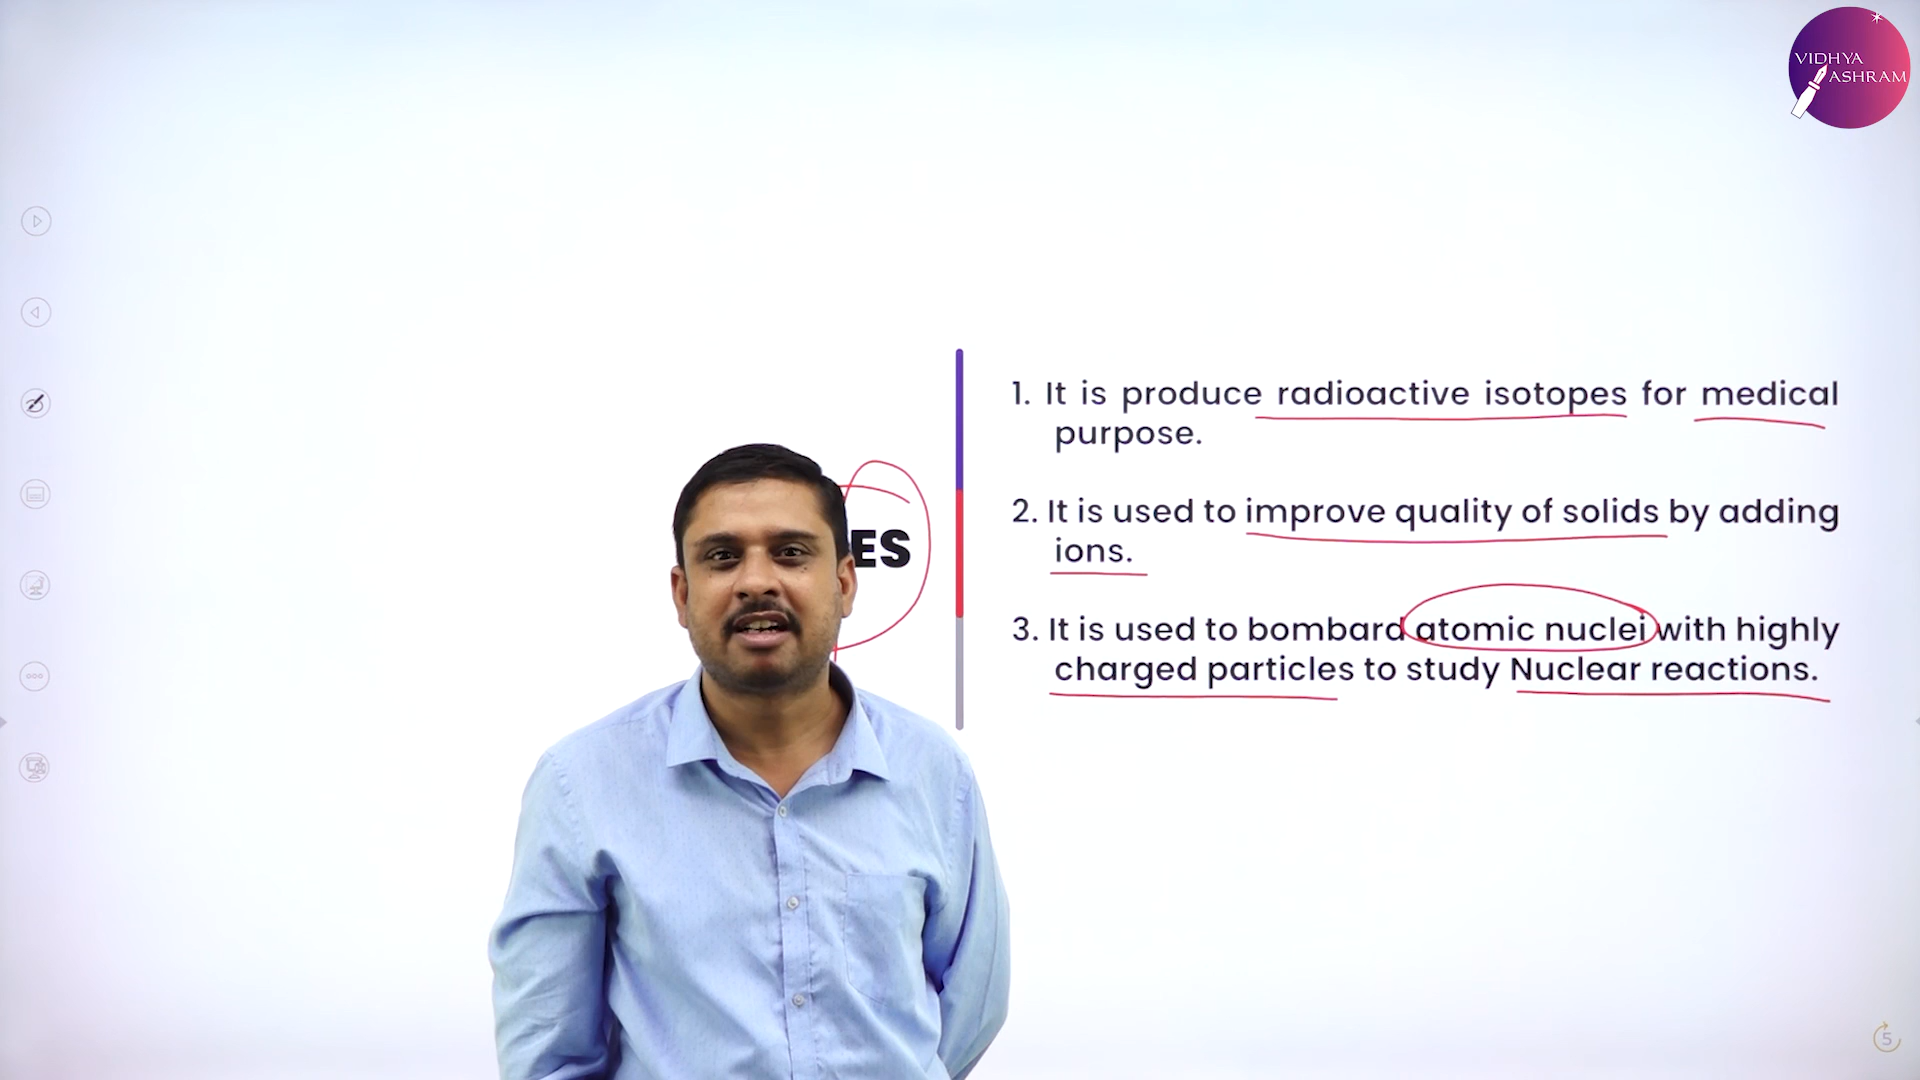 VIDHYA
ASHRAM
1. It is produce radioactive isotopes for medical
purpose.
2. It is used to improve quality of solids by adding
ions.
ES
3. It is used to bombard atomic nuclei with highly
charged particles to study Nuclear reactions.
5